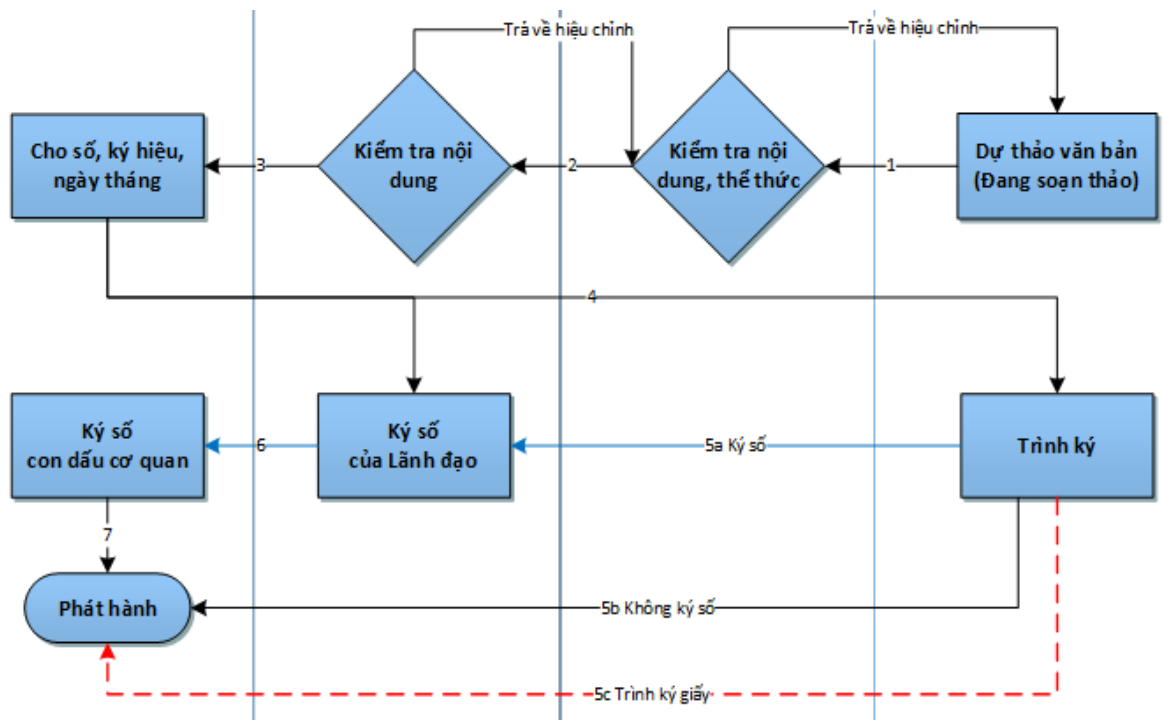 Trả về hiệu chỉnh
Trả về hiệu chỉnh
Cho số, ký hiệu,
ngày tháng
3
Kiểm tra nội
dung
2
Kiểm tra nội
dung, thể thức
1
Dự thảo văn bản
(Đang soạn thảo)
4
Ký số
con dấu cơ quan
6
Ký số
của Lãnh đạo
5a Ký số
Trình ký
7
Phát hành
5b Không ký số
5c Trình ký giấy